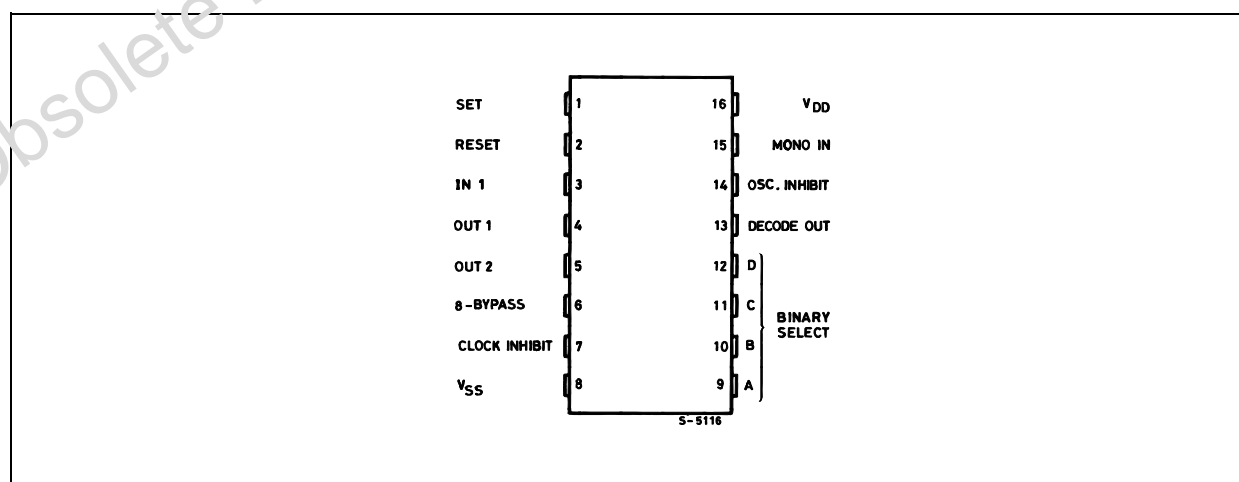 obsolete
SET 1 16 VDD
RESET 2 15 MONO IN
IN 1 3 14 OSC. INHIBIT
OUT 1 4 13 DECODE OUT
OUT 2 5 12 D
8-BYPASS 6 11 C
BINARY
SELECT
CLOCK INHIBIT 7 10 B
VSS 8 9 A
S-5116